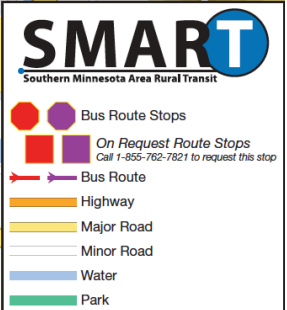 SMART
Southern Minnesota Area Rural Transit
Bus Route Stops
On Request Route Stops
Call 1-855-762-7821 to request this stop
Bus Route
Highway
Major Road
Minor Road
Water
Park